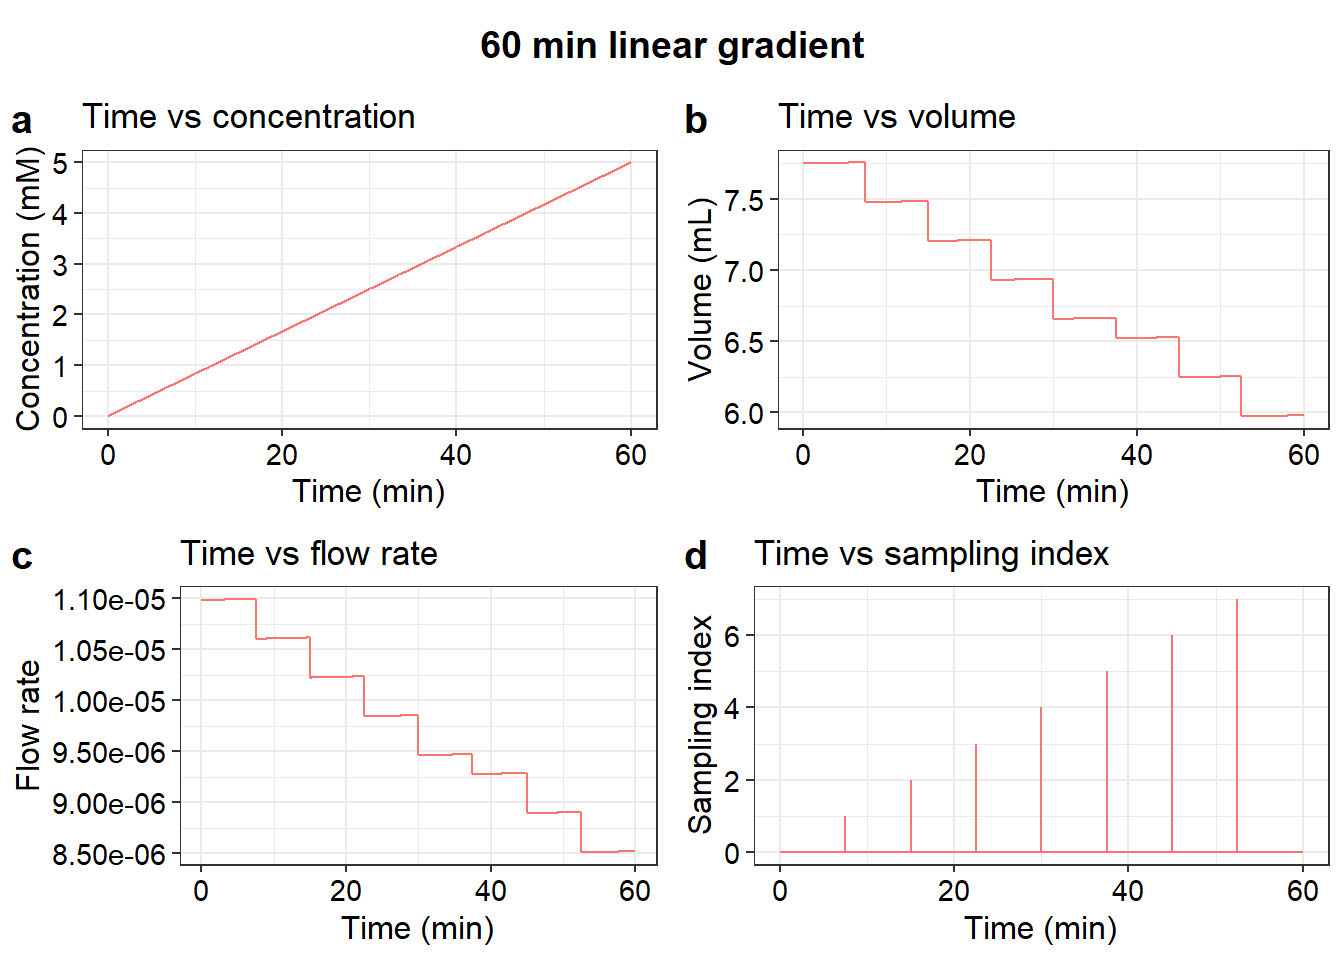 60 min linear gradient
a
Time vs concentration
Concentration (mM)
5
4
3
2
1
0
0 20 40 60
Time (min)
b
Time vs volume
Volume (mL)
7.5
7.0
6.5
6.0
0 20 40 60
Time (min)
c
Time vs flow rate
Flow rate
1.10e-05
1.05e-05
1.00e-05
9.50e-06
9.00e-06
8.50e-06
0 20 40 60
Time (min)
d
Time vs sampling index
Sampling index
6
4
2
0
0 20 40 60
Time (min)